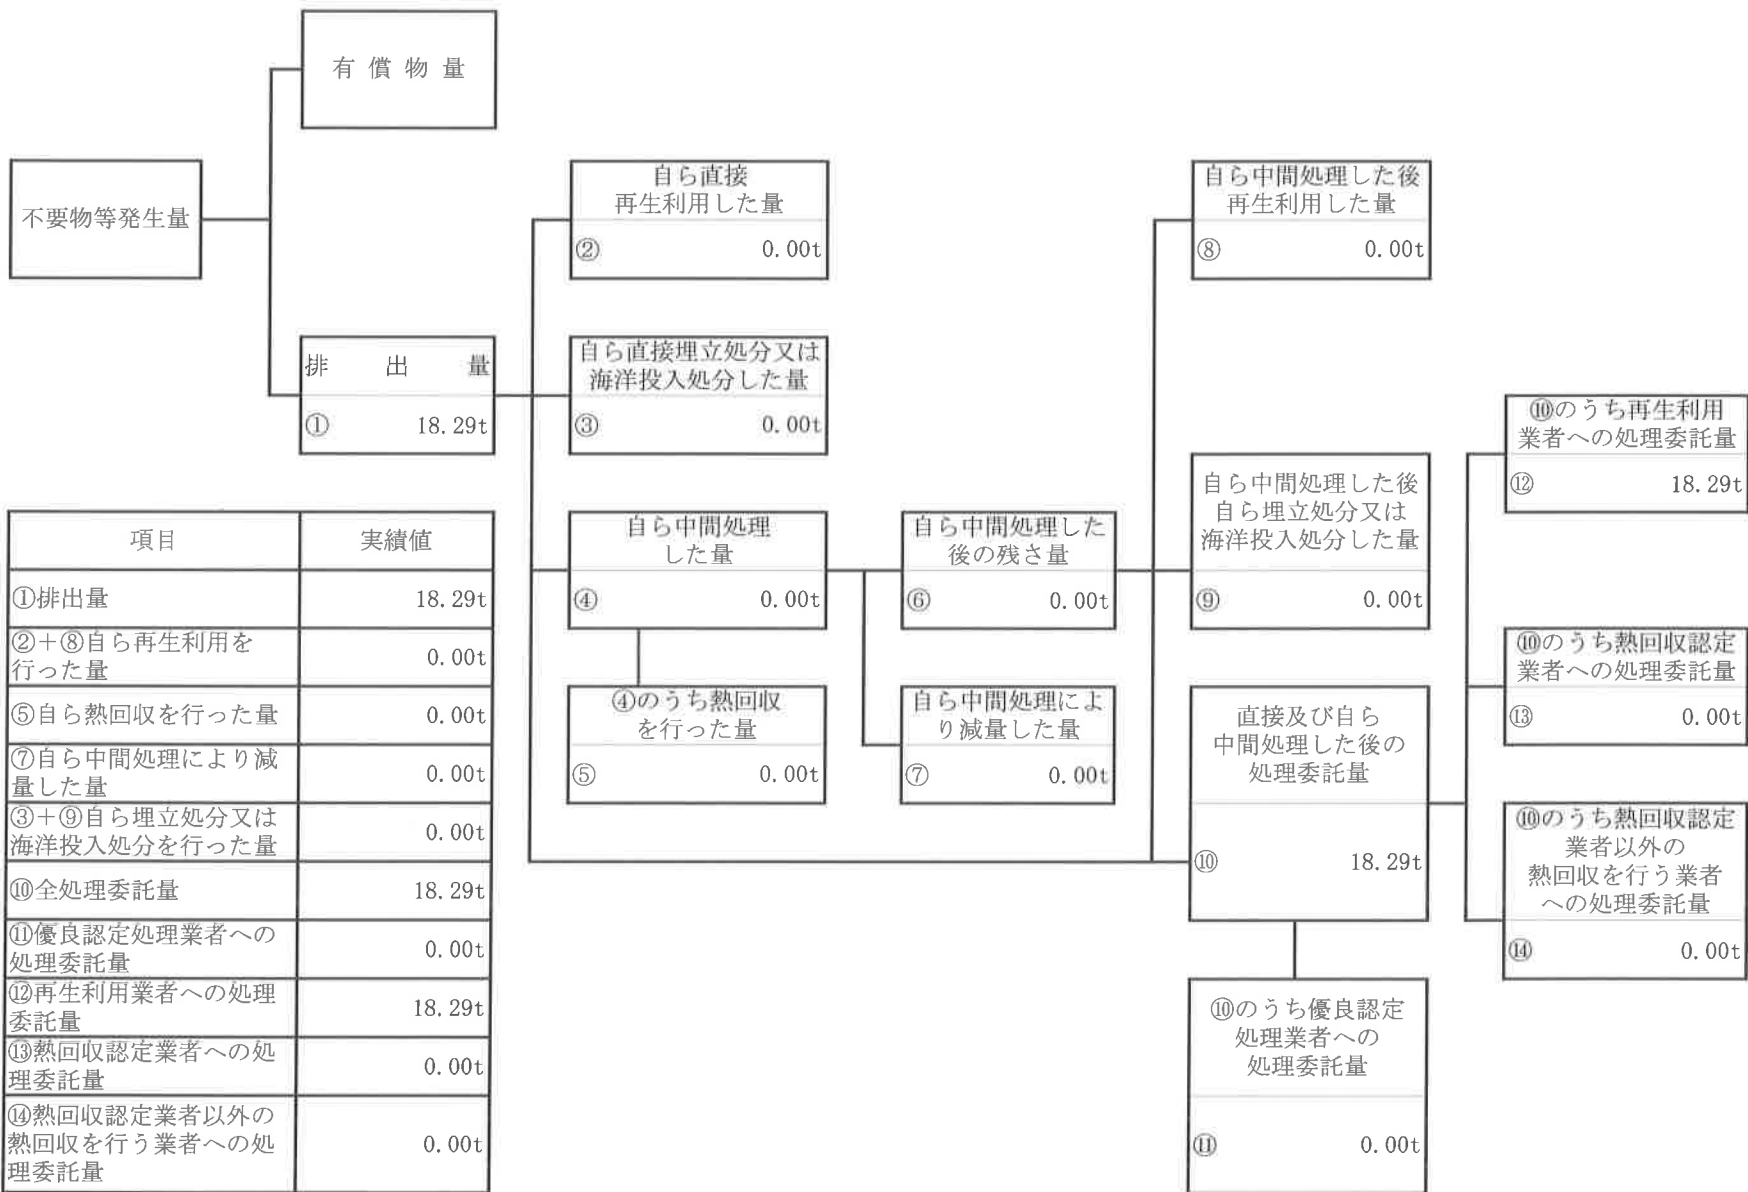 有償物量
不要物等発生量
排出量
① 18.29t
自ら直接
再生利用した量
② 0.00t
自ら直接埋立処分又は
海洋投入処分した量
③ 0.00t
自ら中間処理
した量
④ 0.00t
④のうち熱回収
を行った量
⑤ 0.00t
自ら中間処理した
後の残さ量
⑥ 0.00t
自ら中間処理によ
り減量した量
⑦ 0.00t
自ら中間処理した後
再生利用した量
⑧ 0.00t
自ら中間処理した後
自ら埋立処分又は
海洋投入処分した量
⑨ 0.00t
直接及び自ら
中間処理した後の
処理委託量
⑩ 18.29t
⑩のうち優良認定
処理業者への
処理委託量
⑪ 0.00t
⑩のうち再生利用
業者への処理委託量
⑫ 18.29t
⑩のうち熱回収認定
業者への処理委託量
⑬ 0.00t
⑩のうち熱回収認定
業者以外の
熱回収を行う業者
への処理委託量
⑭ 0.00t
項目 実績値
①排出量 18.29t
②+⑧自ら再生利用を
行った量 0.00t
⑤自ら熱回収を行った量 0.00t
⑦自ら中間処理により減
量した量 0.00t
③+⑨自ら埋立処分又は
海洋投入処分を行った量 0.00t
⑩全処理委託量 18.29t
⑪優良認定処理業者への
処理委託量 0.00t
⑫再生利用業者への処理
委託量 18.29t
⑬熱回収認定業者への処
理委託量 0.00t
⑭熱回収認定業者以外の
熱回収を行う業者への処
理委託量 0.00t